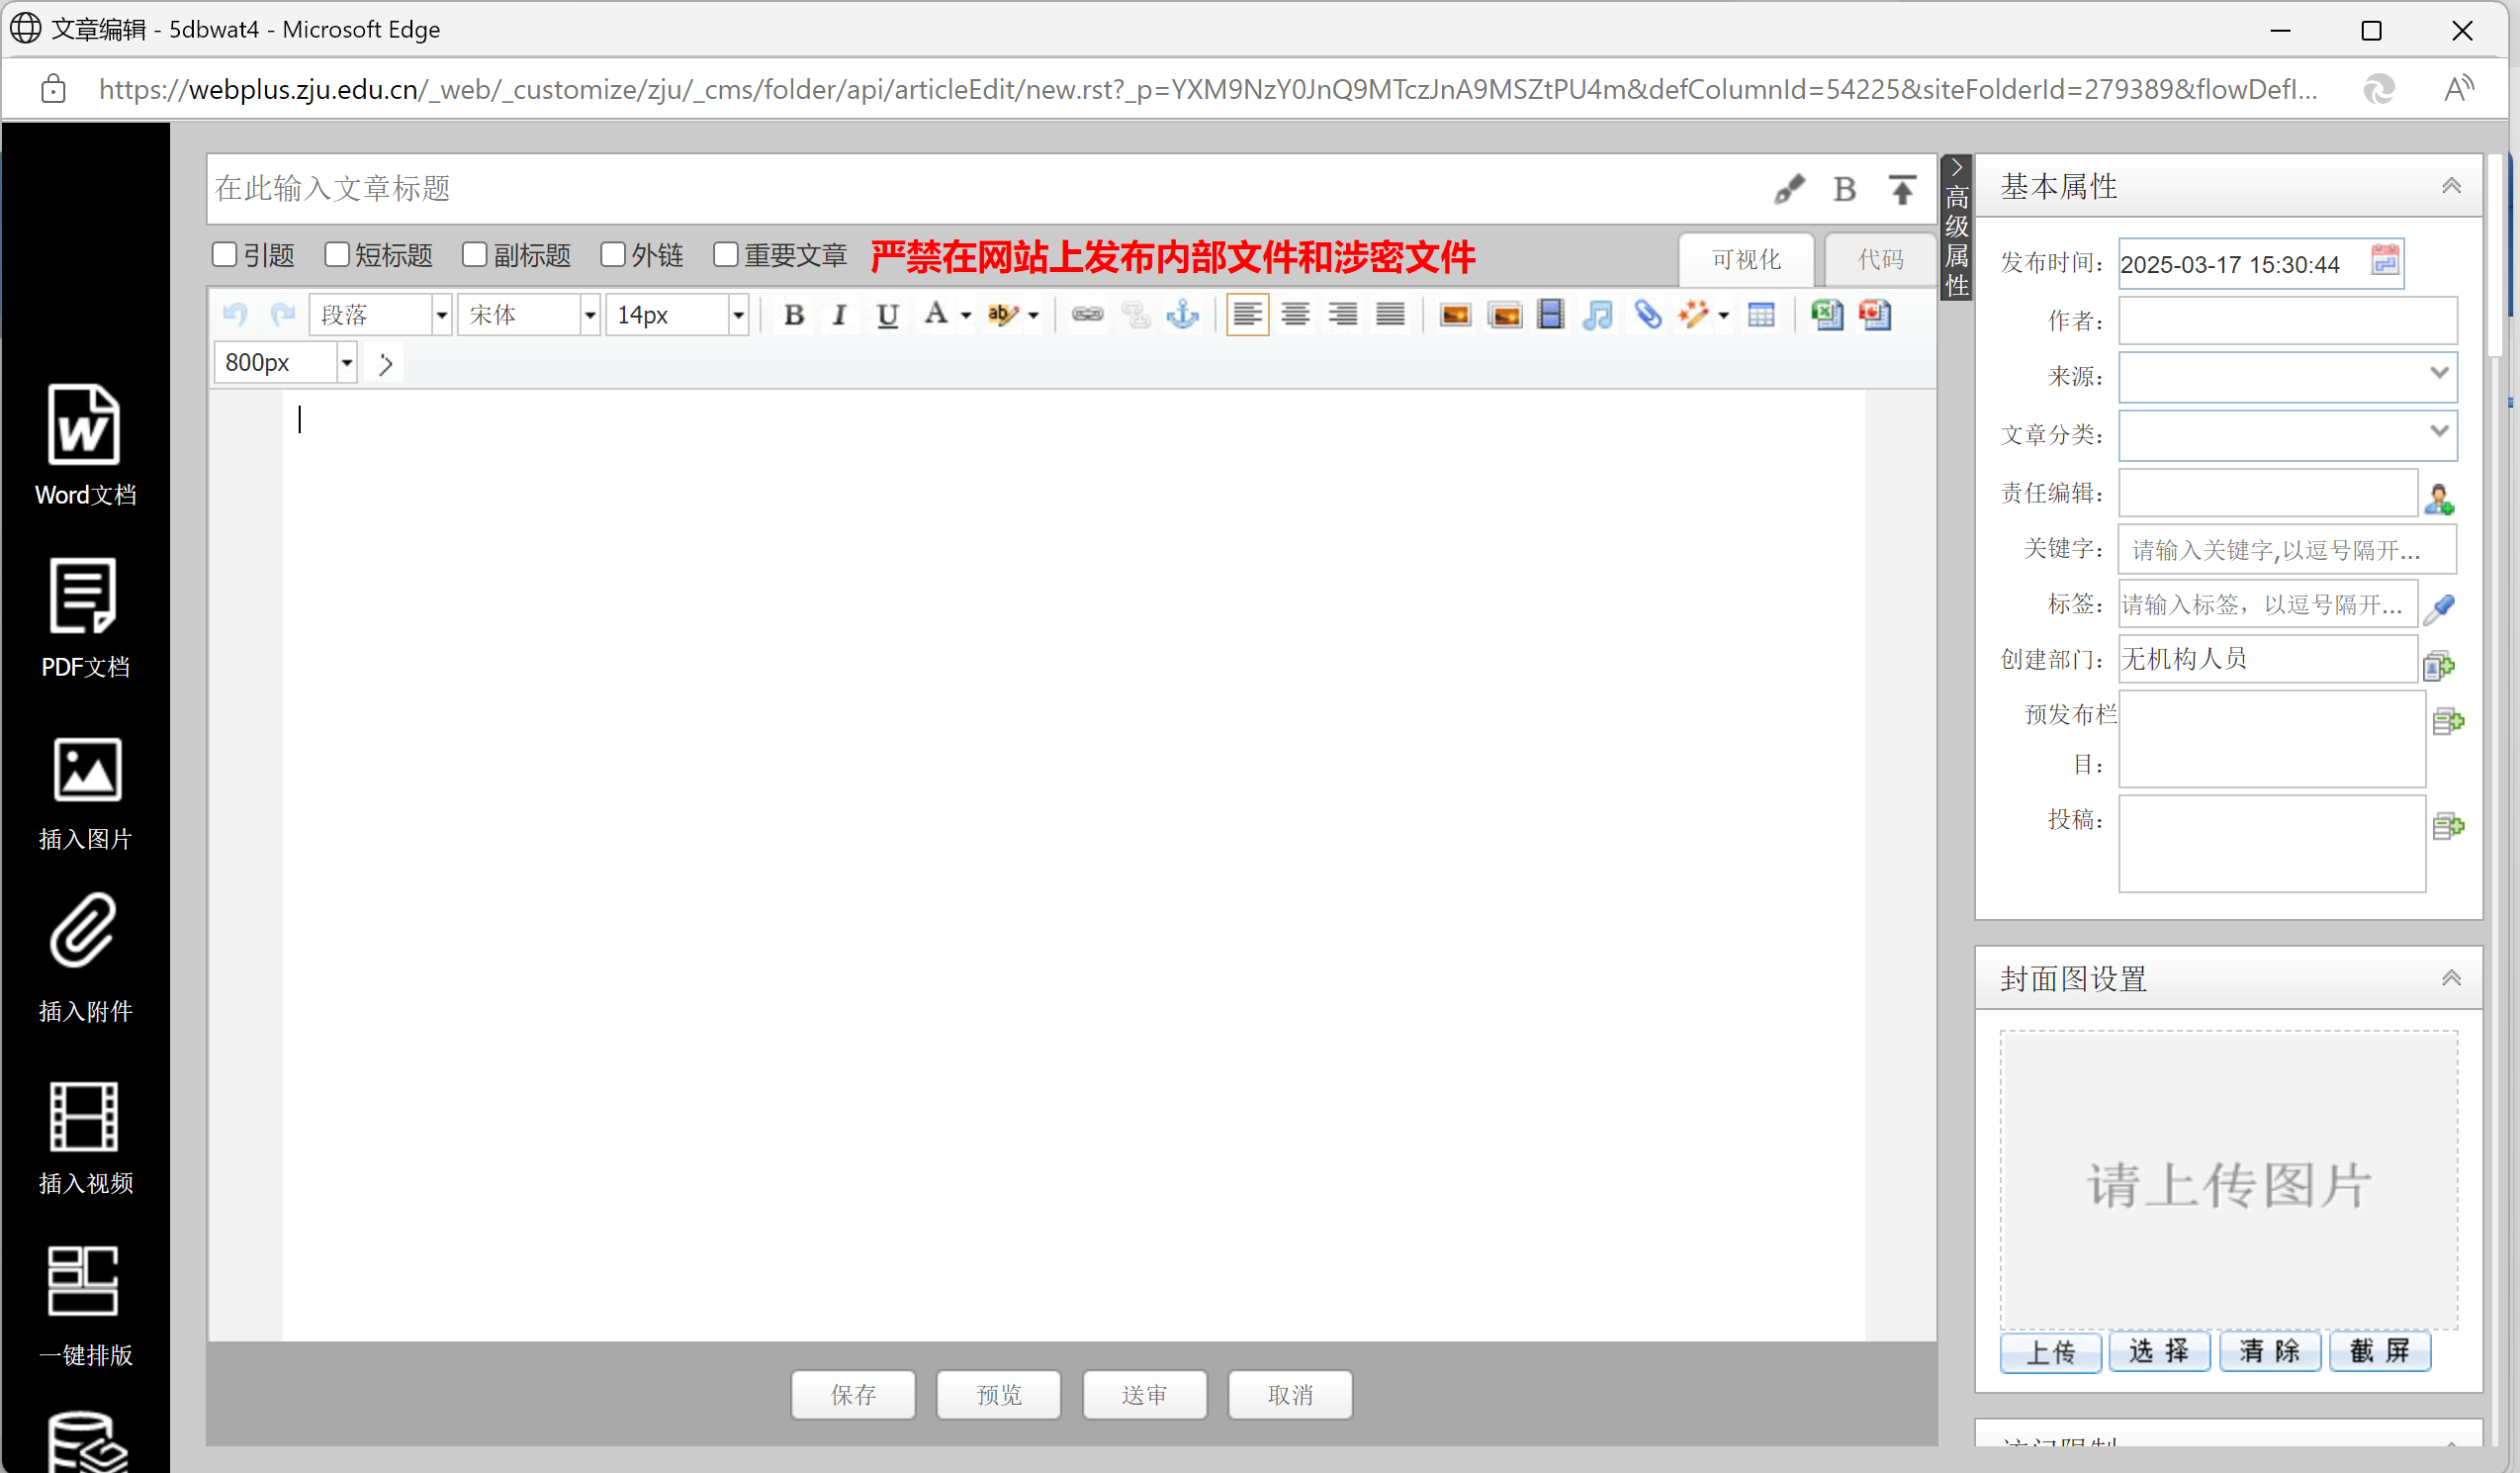 文章编辑 - 5dbwat4 - Microsoft Edge
https://webplus.zju.edu.cn/_web/_customize/zju/_cms/folder/api/articleEdit/new.rst?_p=YXM9NzY0JnQ9MTczJnA9MSZtPU4m&defColumnId=54225&siteFolderId=279389&flowDefI...
Word文档
PDF文档
插入图片
插入附件
插入视频
一键排版
在此输入文章标题
B
引题 短标题 副标题 外链 重要文章 严禁在网站上发布内部文件和涉密文件 可视化 代码
段落 宋体 14px B I U A ab
800px
保存 预览 送审 取消
高级属性
基本属性
发布时间: 2025-03-17 15:30:44
作者:
来源:
文章分类:
责任编辑:
关键字: 请输入关键字,以逗号隔开...
标签: 请输入标签，以逗号隔开...
创建部门: 无机构人员
预发布栏
目:
投稿:
封面图设置
请上传图片
上传 选择 清除 截屏